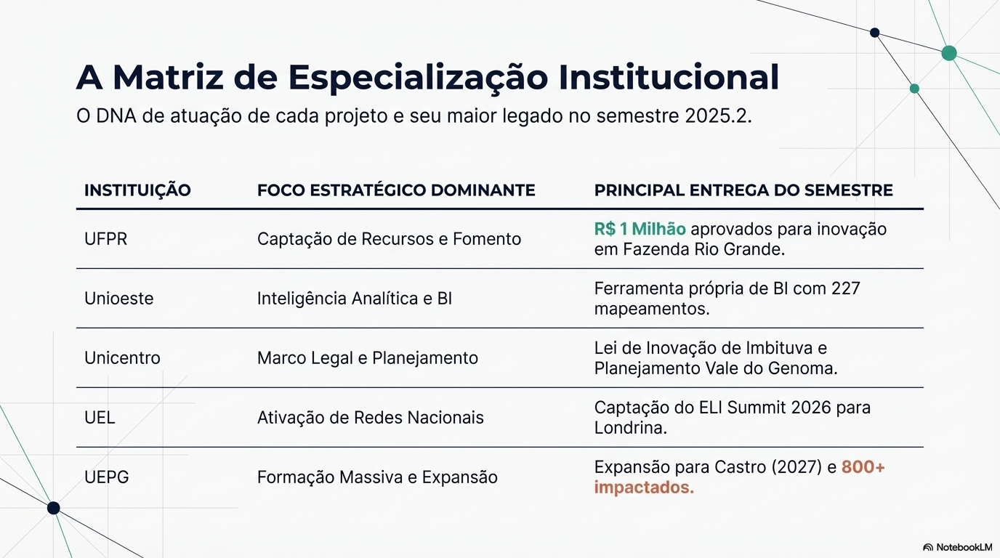 A Matriz de Especialização Institucional
O DNA de atuação de cada projeto e seu maior legado no semestre 2025.2.
INSTITUIÇÃO
FOCO ESTRATÉGICO DOMINANTE
PRINCIPAL ENTREGA DO SEMESTRE
UFPR
Captação de Recursos e Fomento
R$ 1 Milhão aprovados para inovação
em Fazenda Rio Grande.
Unioeste
Inteligência Analítica e BI
Ferramenta própria de BI com 227
mapeamentos.
Unicentro
Marco Legal e Planejamento
Lei de Inovação de Imbituva e
Planejamento Vale do Genoma.
UEL
Ativação de Redes Nacionais
Captação do ELI Summit 2026 para
Londrina.
UEPG
Formação Massiva e Expansão
Expansão para Castro (2027) e 800+
impactados.
NotebookLM